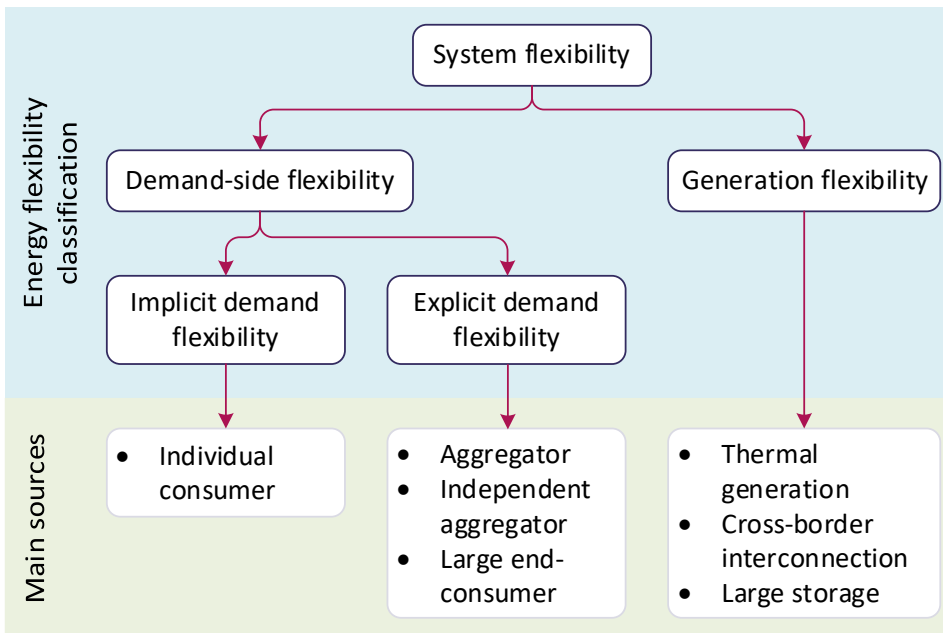 System flexibility
Energy flexibility
classification
Demand-side flexibility
Generation flexibility
Implicit demand
flexibility
Explicit demand
flexibility
Main sources
• Individual
consumer
• Aggregator
• Independent
aggregator
• Large end-
consumer
• Thermal
generation
• Cross-border
interconnection
• Large storage